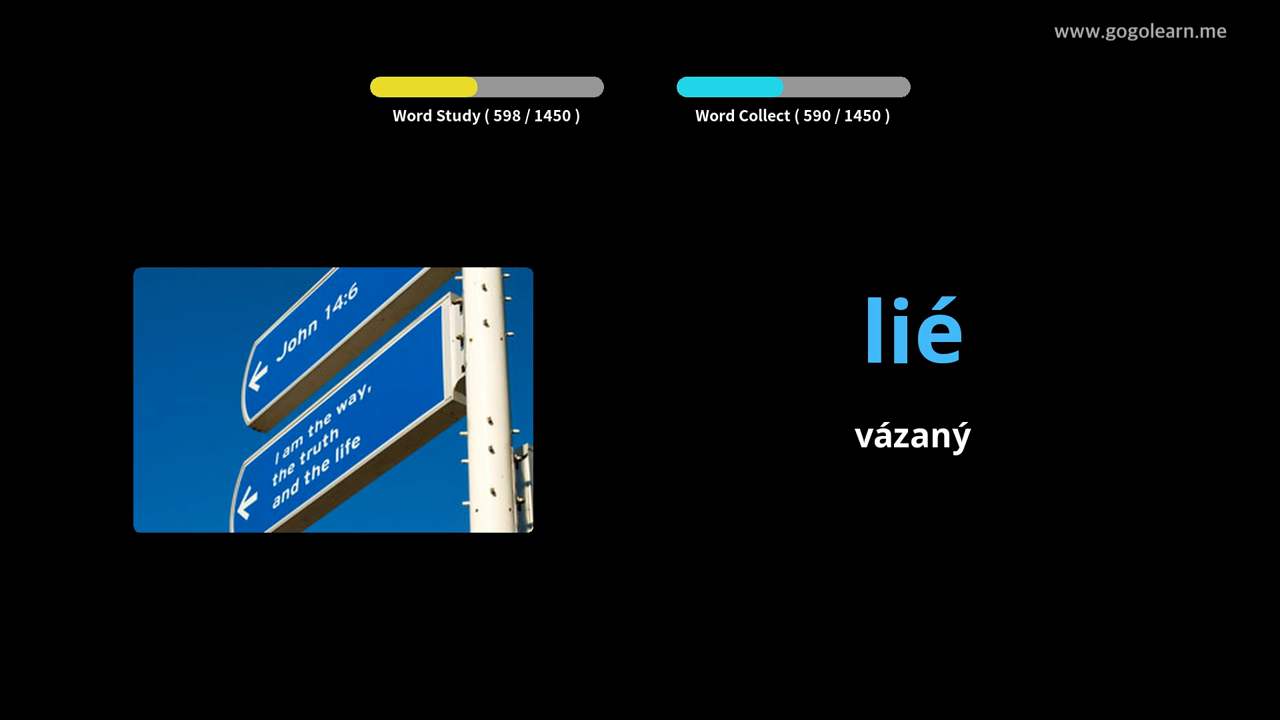 www.gogolearn.me
Word Study ( 598 / 1450 )
Word Collect ( 590 / 1450 )
John 14:6
I am the way,
the truth
and the life
lié
vázaný